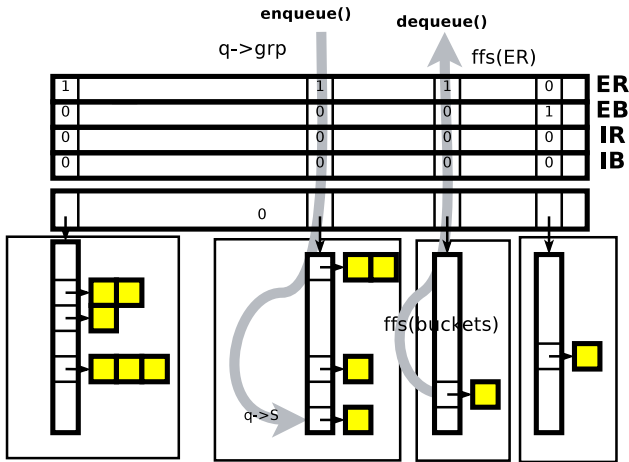 enqueue()
dequeue()
q->grp
ffs(ER)
1 1 1 0 ER
0 0 0 1 EB
0 0 0 0 IR
0 0 0 0 IB
0
ffs(buckets)
q->S